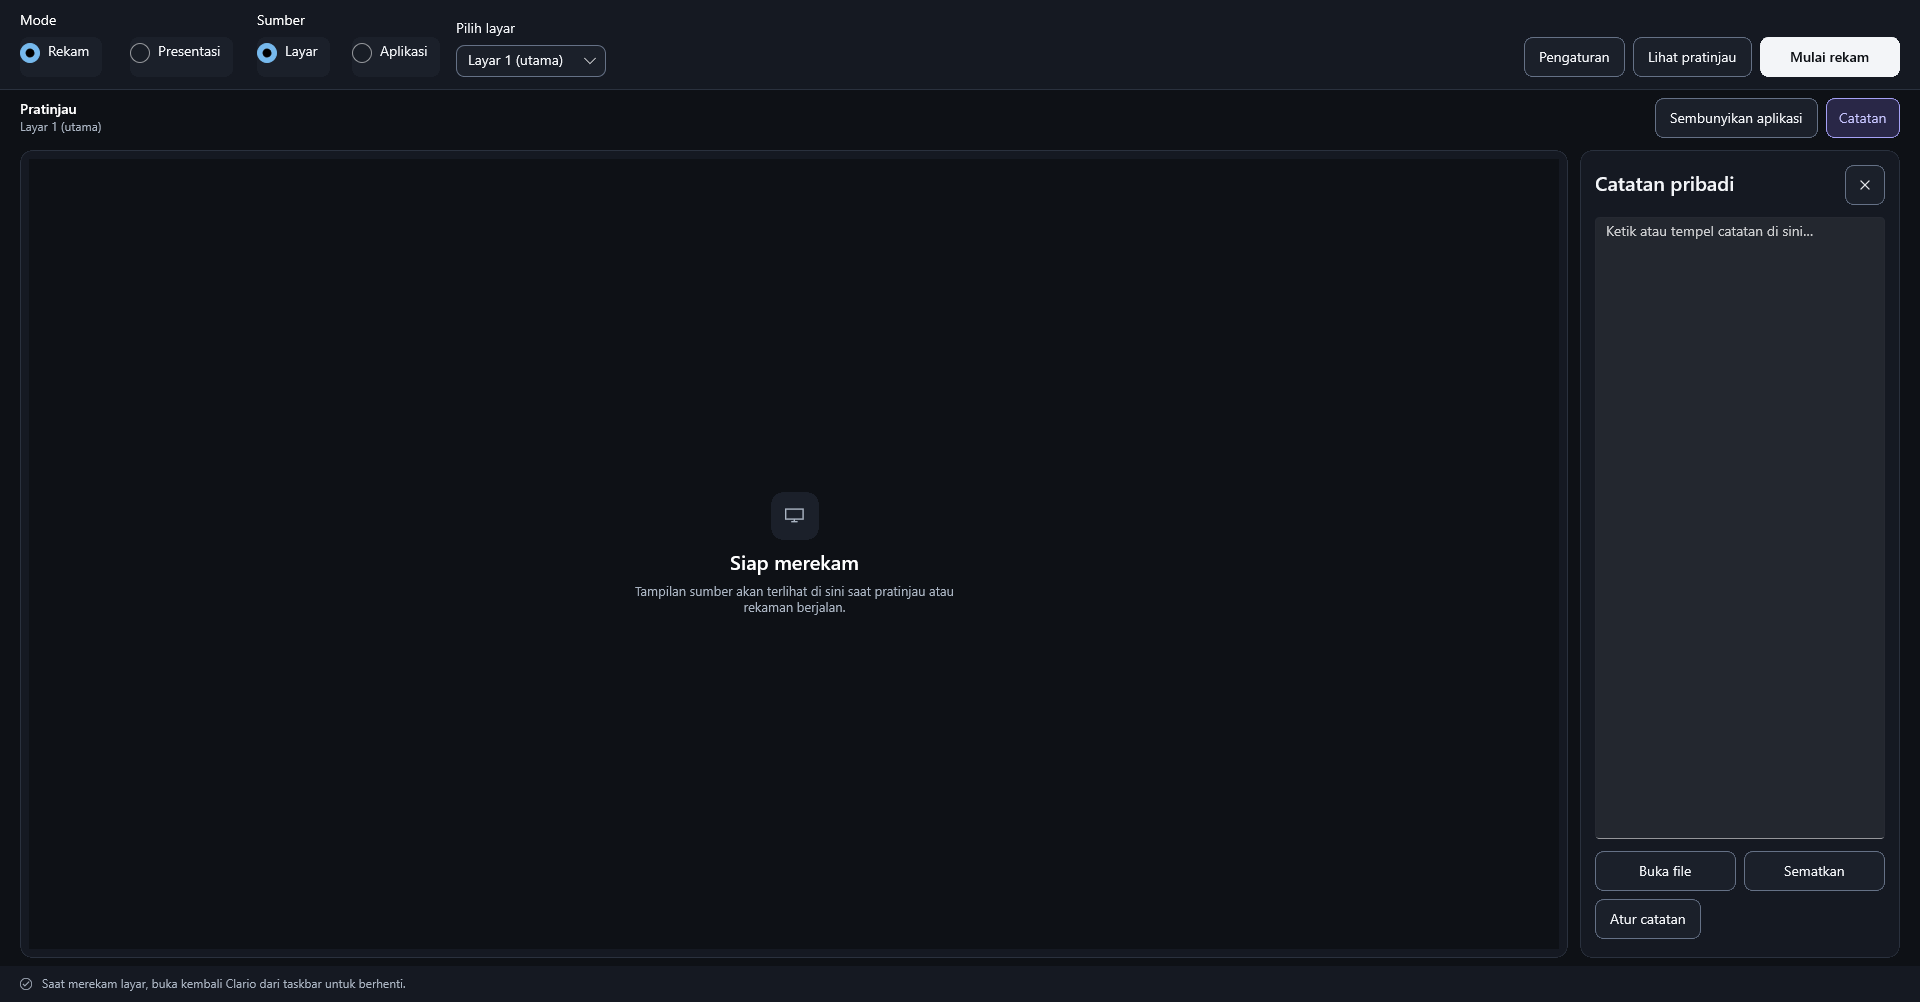 Mode
Rekam
Presentasi
Sumber
Layar
Aplikasi
Pilih layar
Layar 1 (utama)
Pengaturan
Lihat pratinjau
Mulai rekam
Pratinjau
Layar 1 (utama)
Sembunyikan aplikasi
Catatan
Siap merekam
Tampilan sumber akan terlihat di sini saat pratinjau atau
rekaman berjalan.
Catatan pribadi
Ketik atau tempel catatan di sini...
Buka file
Sematkan
Atur catatan
Saat merekam layar, buka kembali Clario dari taskbar untuk berhenti.